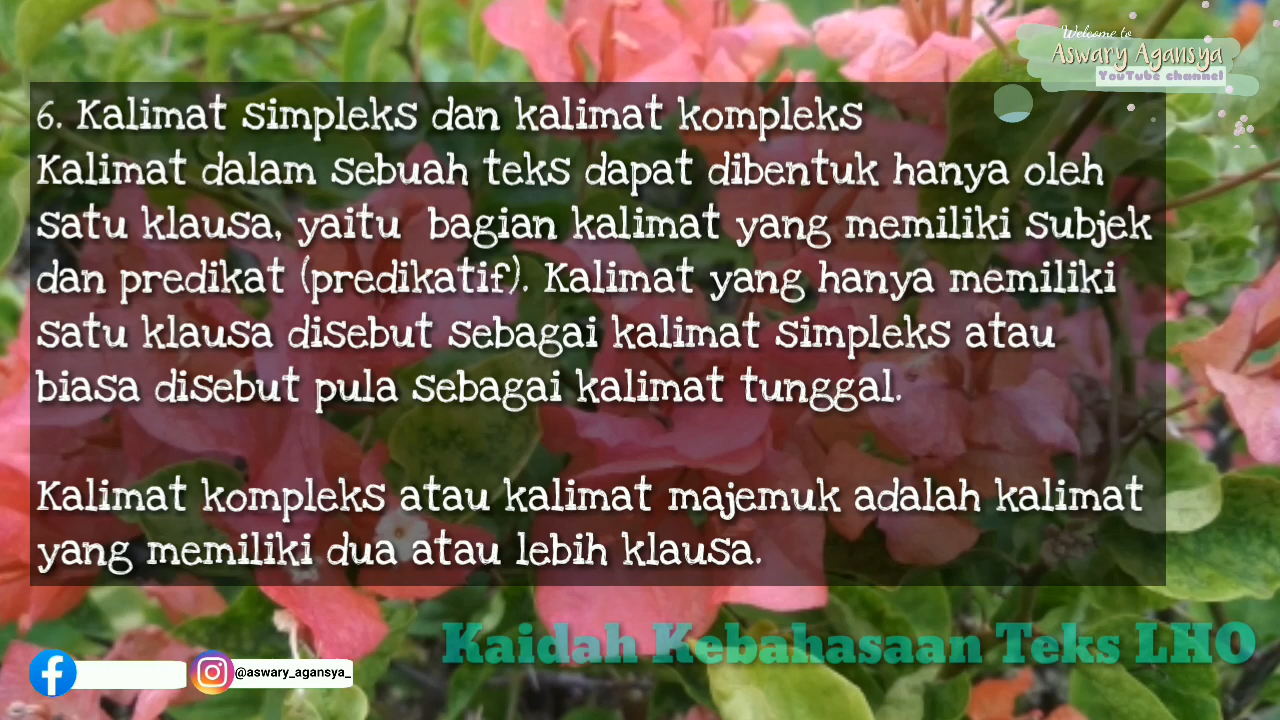 Welcome to
Aswary Agansya
YouTube channel
6. Kalimat simpleks dan kalimat kompleks
Kalimat dalam sebuah teks dapat dibentuk hanya oleh
satu klausa, yaitu bagian kalimat yang memiliki subjek
dan predikat (predikatif). Kalimat yang hanya memiliki
satu klausa disebut sebagai kalimat simpleks atau
biasa disebut pula sebagai kalimat tunggal.
Kalimat kompleks atau kalimat majemuk adalah kalimat
yang memiliki dua atau lebih klausa.
Kaidah Kebahasaan Teks LHO
@aswary_agansya_